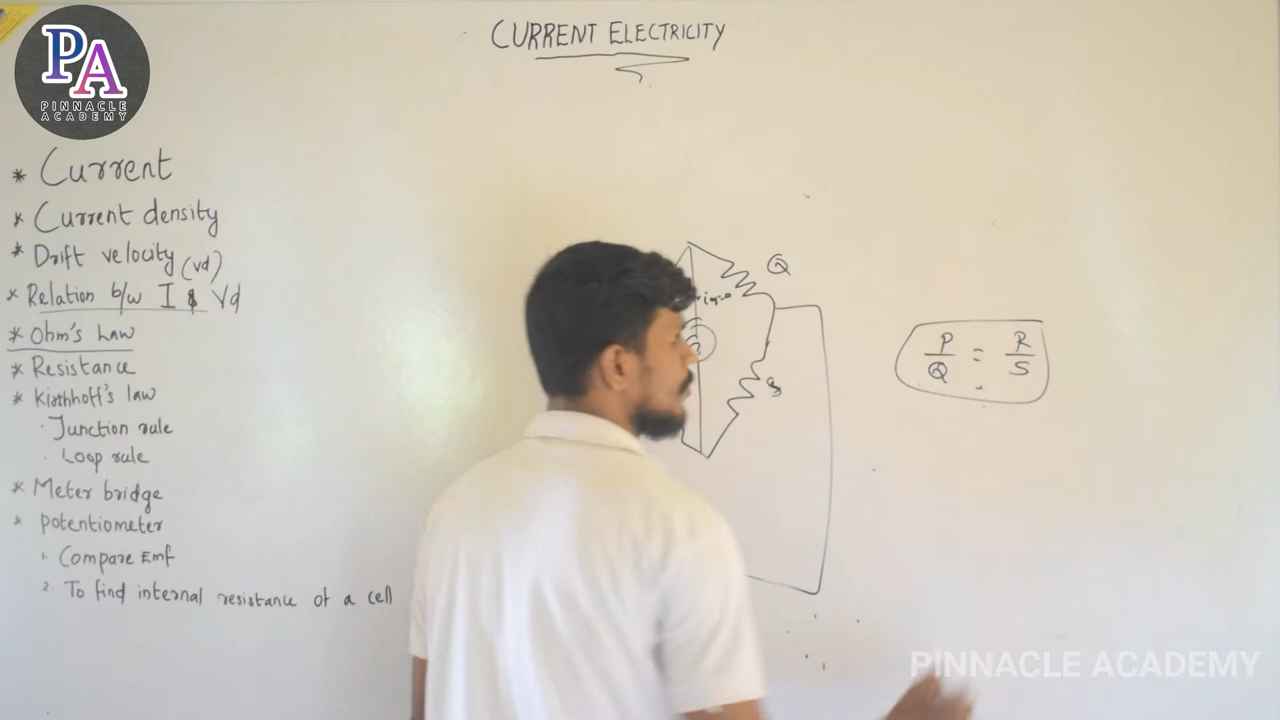 PA
PINNACLE
ACADEMY
CURRENT ELECTRICITY
* Current
* Current density
* Drift velocity (vd)
* Relation b/w I & Vd
* Ohm's Law
* Resistance
* Kirchhoff's law
· Junction rule
· Loop rule
* Meter bridge
* potentiometer
1. Compare Emf
2. To find internal resistance of a cell
Q
S
P/Q = R/S
PINNACLE ACADEMY